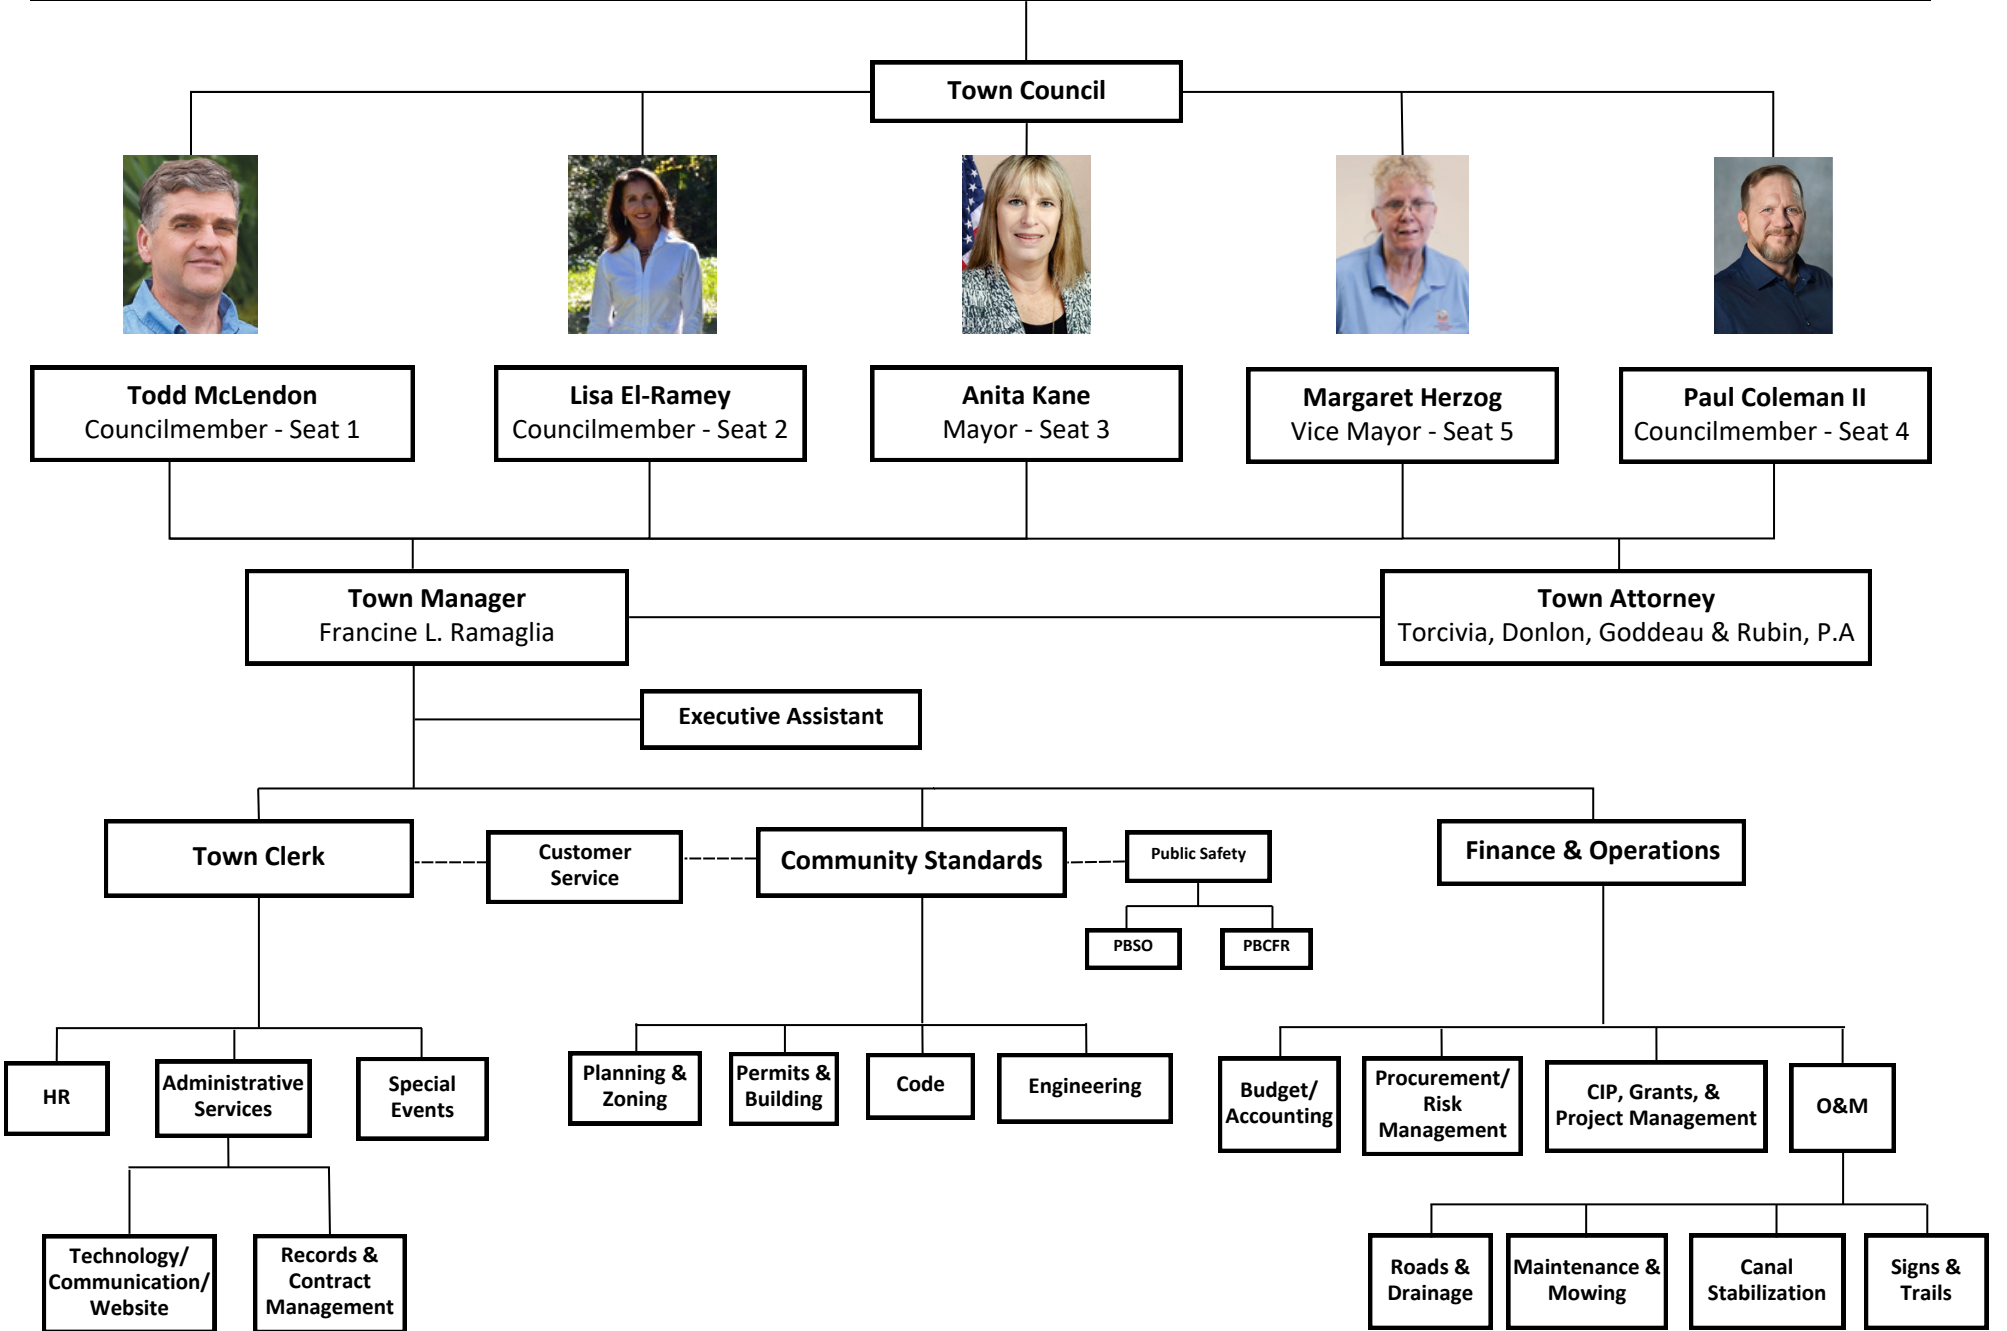 Town Council
Todd McLendon
Councilmember - Seat 1
Lisa El-Ramey
Councilmember - Seat 2
Anita Kane
Mayor - Seat 3
Margaret Herzog
Vice Mayor - Seat 5
Paul Coleman II
Councilmember - Seat 4
Town Manager
Francine L. Ramaglia
Town Attorney
Torcivia, Donlon, Goddeau & Rubin, P.A
Executive Assistant
Town Clerk
Customer
Service
Community Standards
Public Safety
Finance & Operations
PBSO
PBCFR
HR
Administrative
Services
Special
Events
Planning &
Zoning
Permits &
Building
Code
Engineering
Budget/
Accounting
Procurement/
Risk
Management
CIP, Grants, &
Project Management
O&M
Technology/
Communication/
Website
Records &
Contract
Management
Roads &
Drainage
Maintenance &
Mowing
Canal
Stabilization
Signs &
Trails